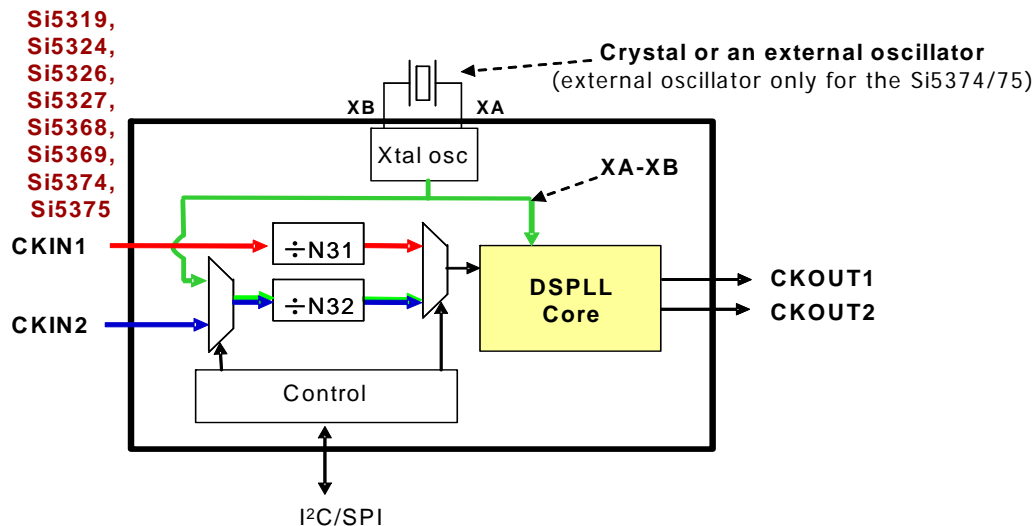 Si5319,
Si5324,
Si5326,
Si5327,
Si5368,
Si5369,
Si5374,
Si5375
Crystal or an external oscillator
(external oscillator only for the Si5374/75)
XB
XA
Xtal osc
XA-XB
CKIN1
÷N31
CKIN2
÷N32
DSPLL
Core
CKOUT1
CKOUT2
Control
I²C/SPI